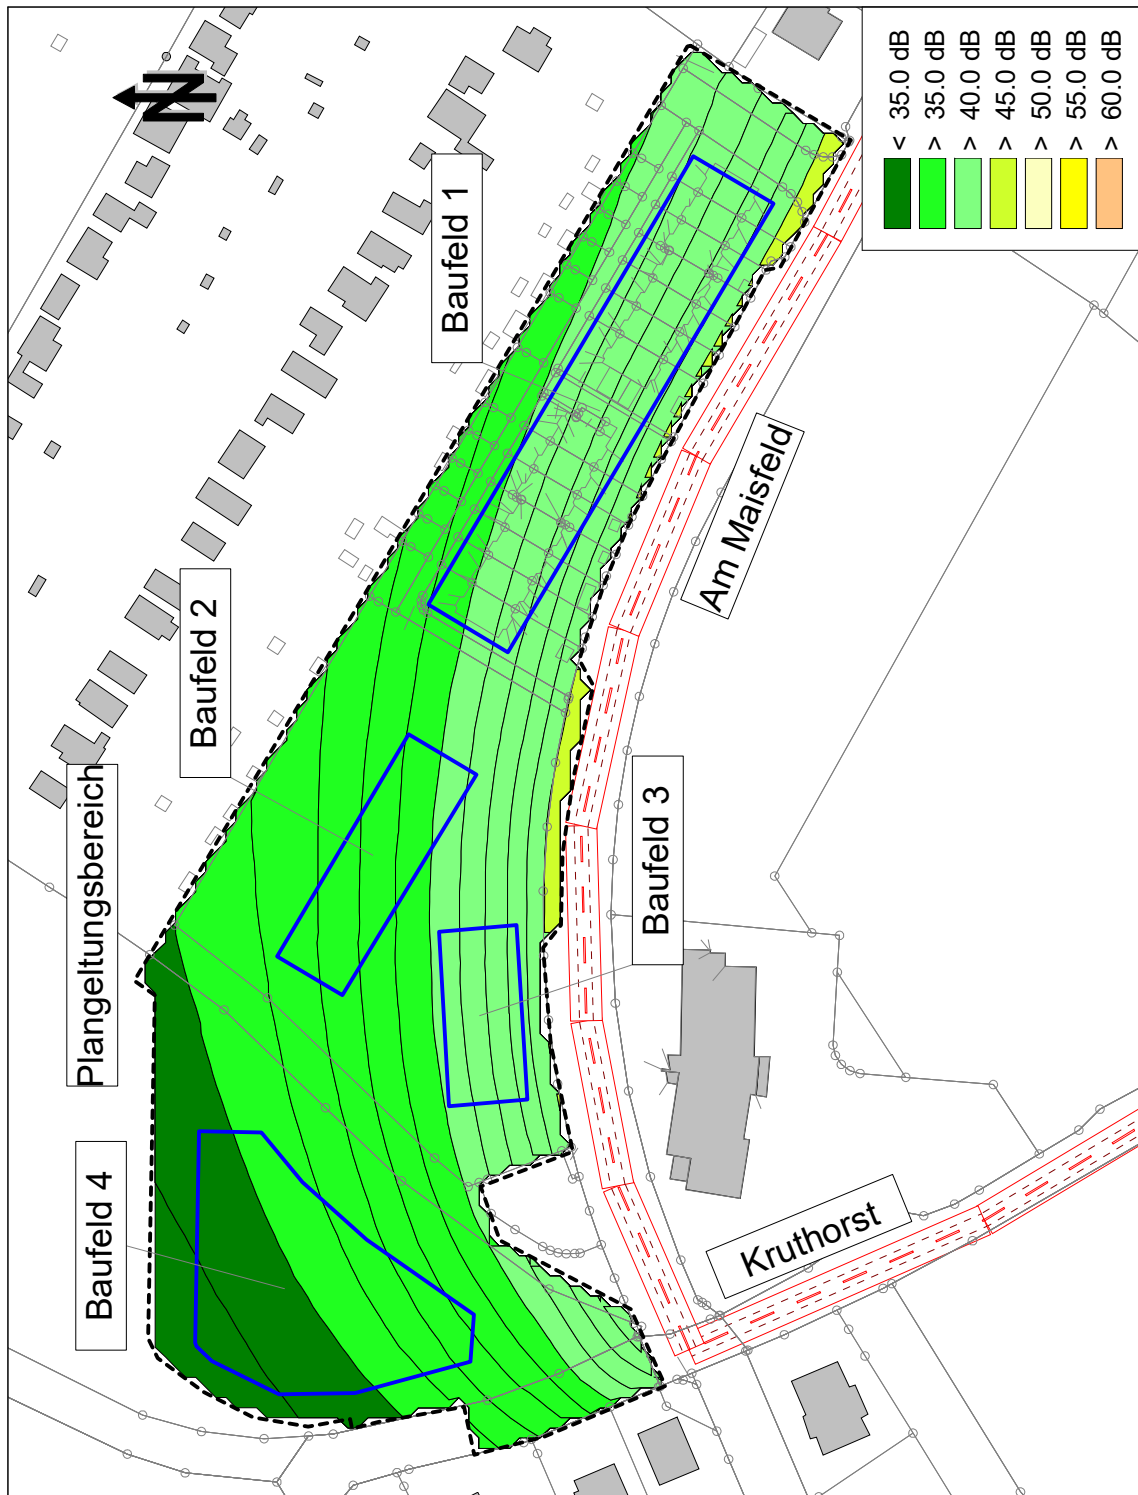 Plangeltungsbereich
Baufeld 4
Baufeld 2
Baufeld 1
Baufeld 3
Kruthorst
Am Maisfeld
N
< 35.0 dB
> 35.0 dB
> 40.0 dB
> 45.0 dB
> 50.0 dB
> 55.0 dB
> 60.0 dB